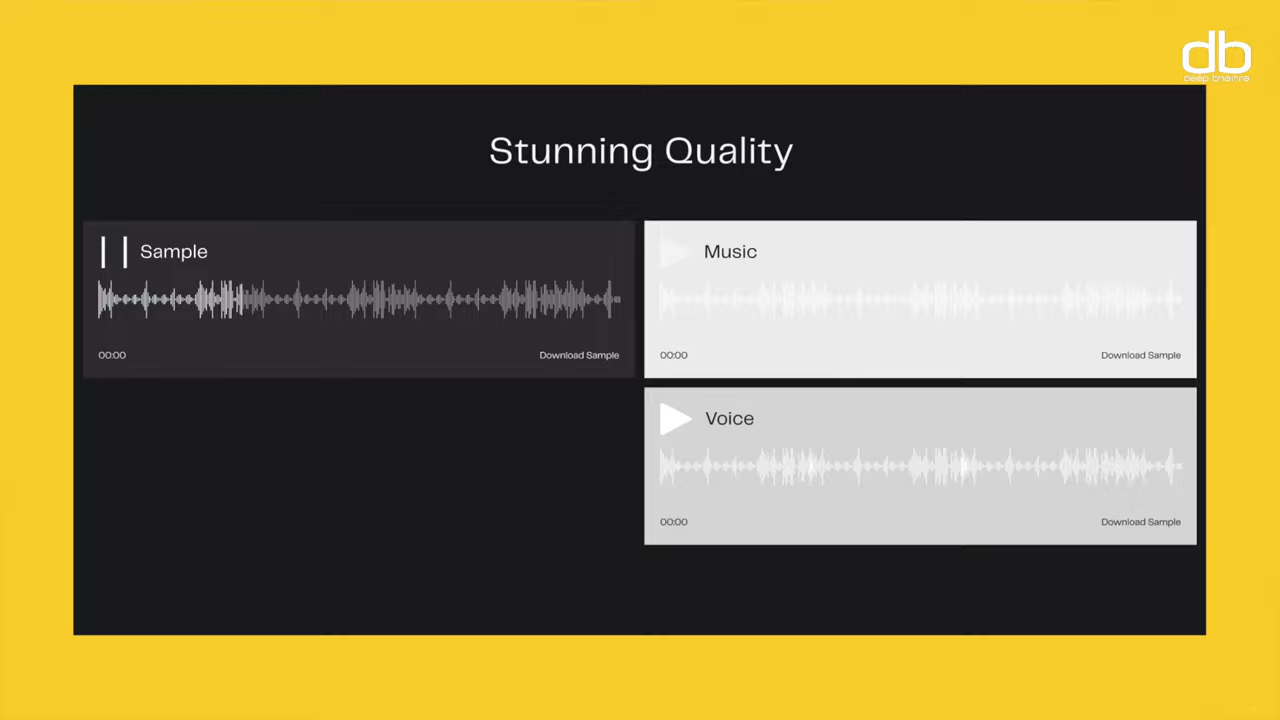 db
deep bhamra
Stunning Quality
Sample
00:00
Download Sample
Music
00:00
Download Sample
Voice
00:00
Download Sample